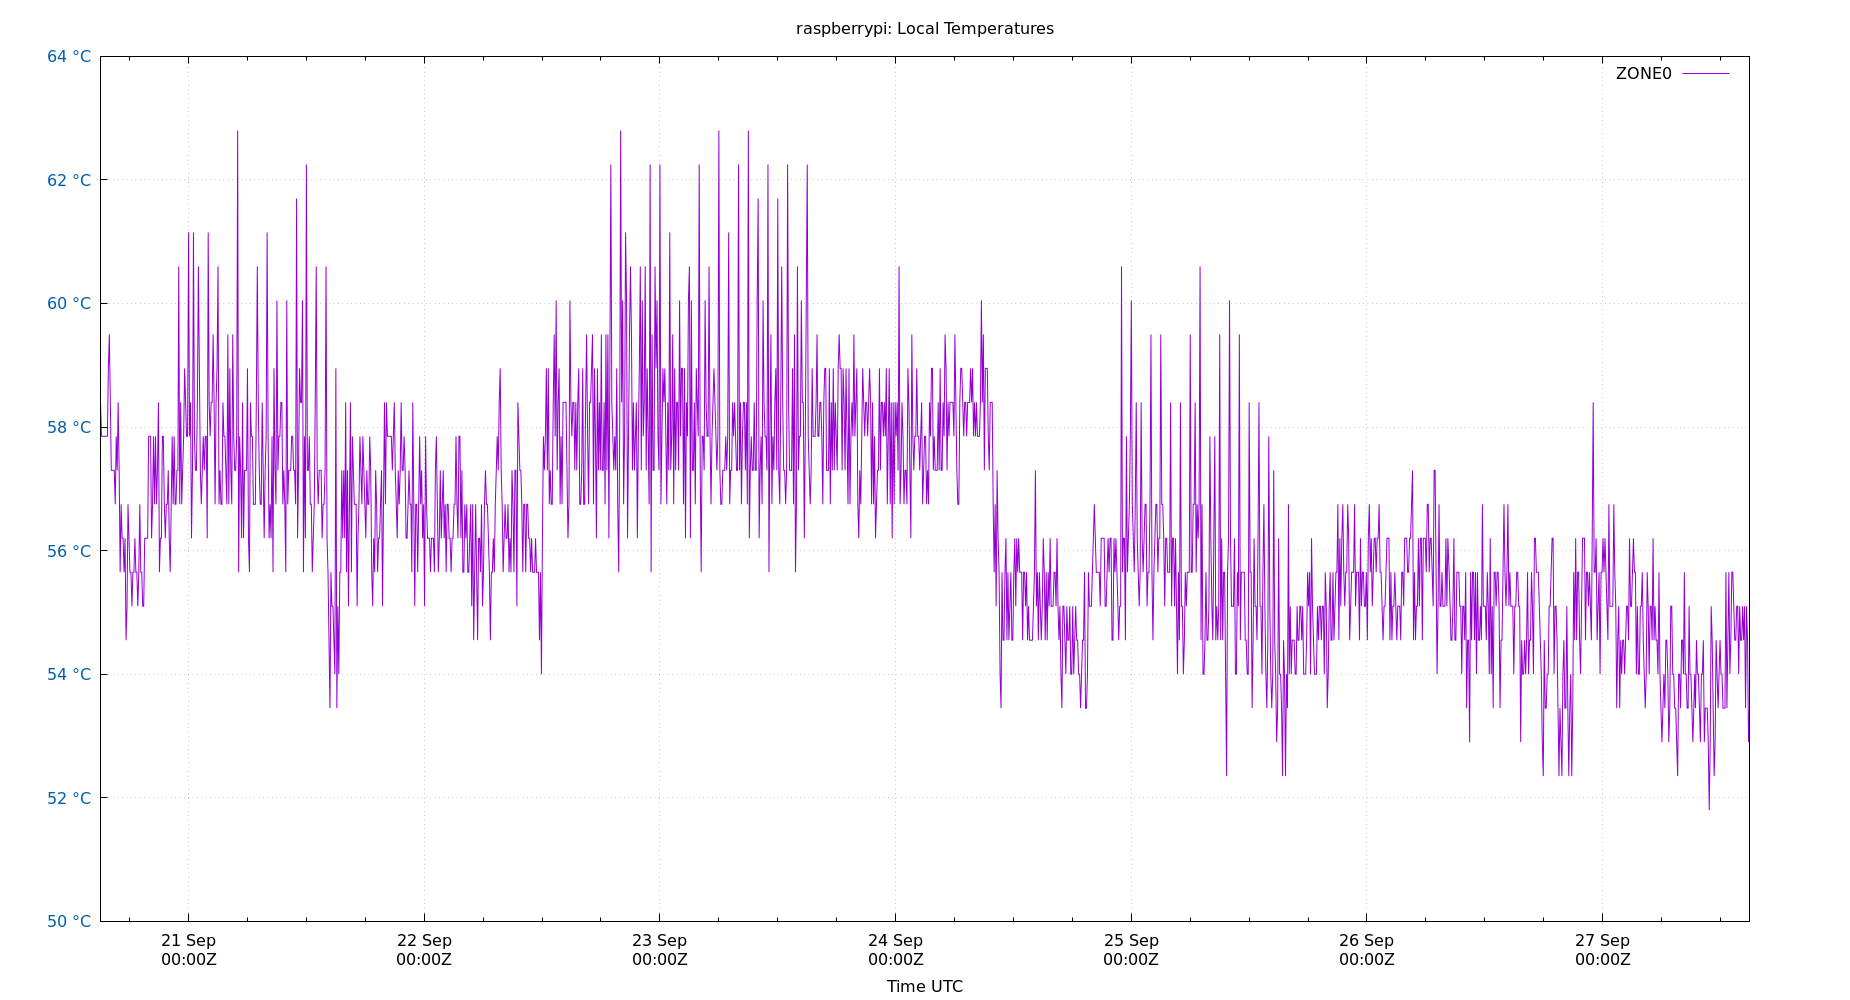 raspberrypi: Local Temperatures
64 °C
ZONE0
62 °C
60 °C
58 °C
56 °C
54 °C
52 °C
50 °C
21 Sep 22 Sep 23 Sep 24 Sep 25 Sep 26 Sep 27 Sep
00:00Z 00:00Z 00:00Z 00:00Z 00:00Z 00:00Z 00:00Z
Time UTC